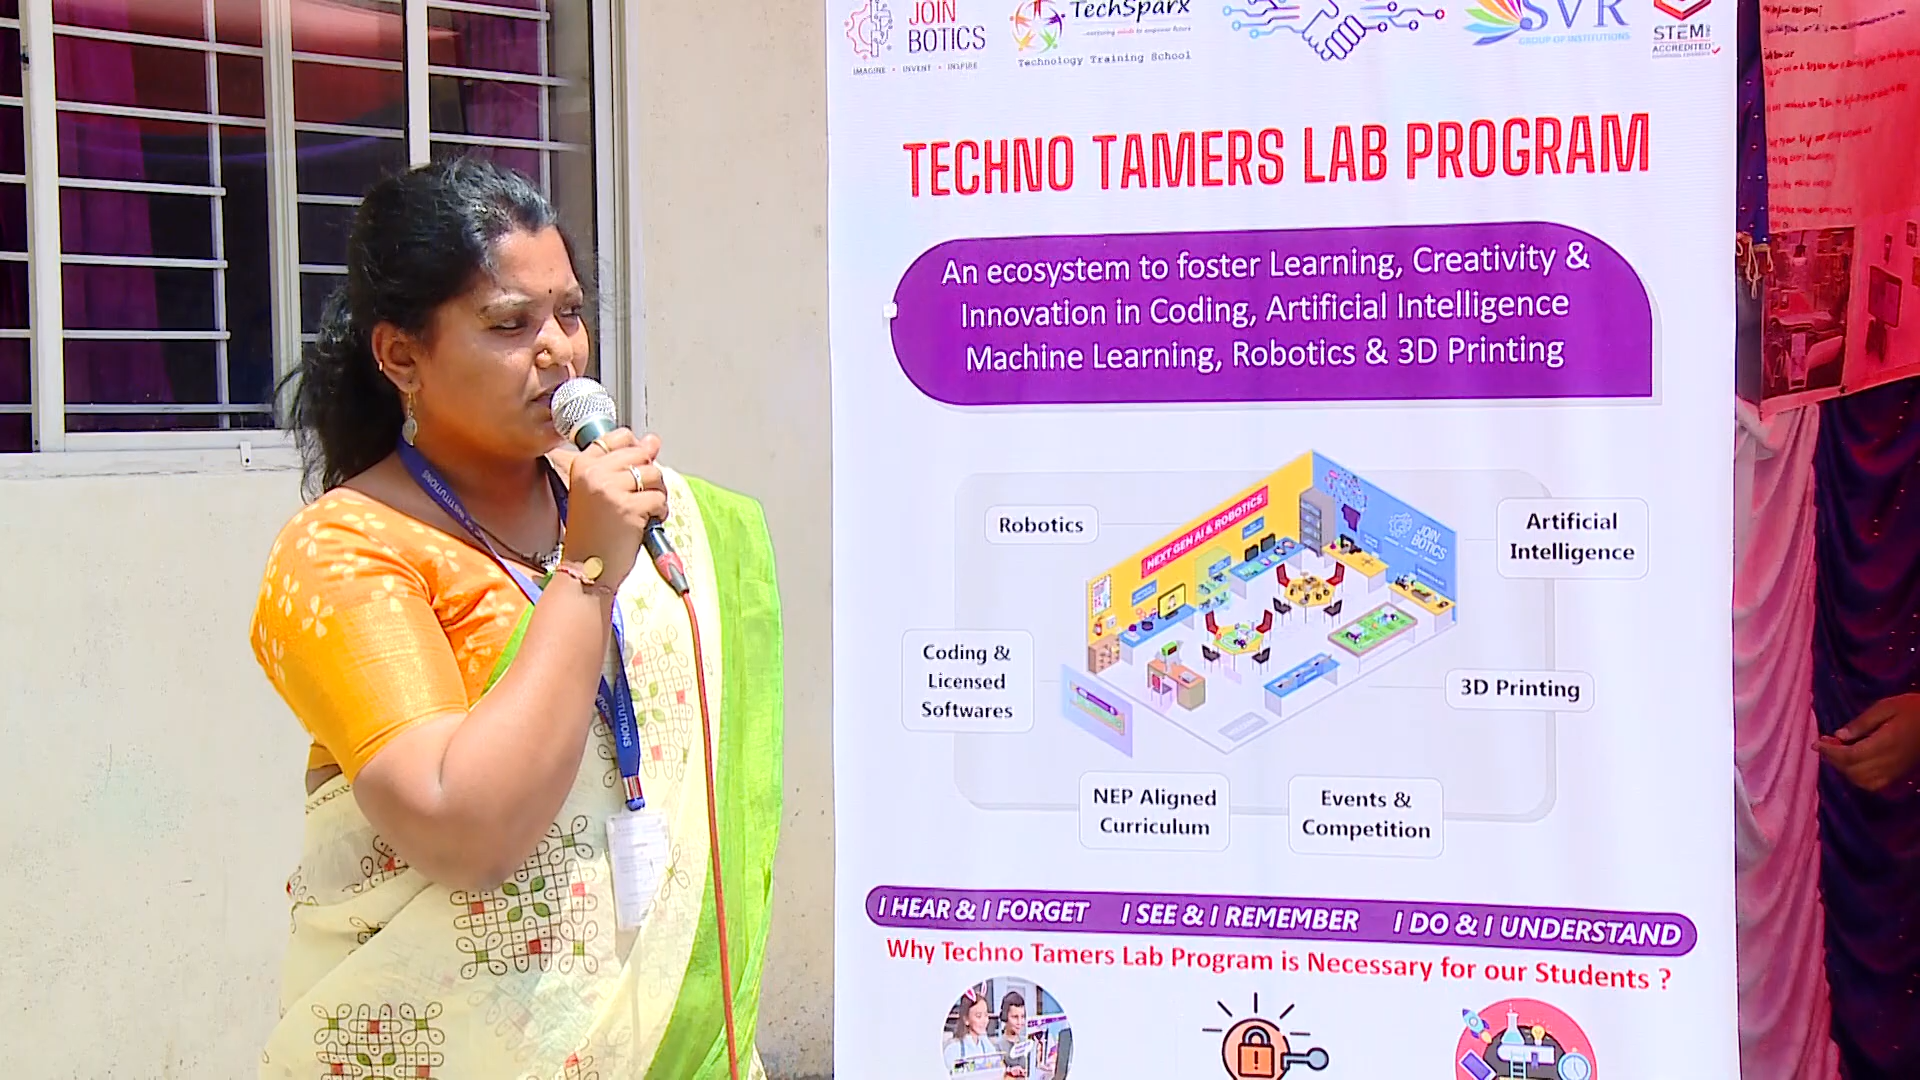 JOIN
BOTICS
IMAGINE • INVENT • INSPIRE
TechSparx
Technology Training School
SVR
GROUP OF INSTITUTIONS
STEM
ACCREDITED
TECHNO TAMERS LAB PROGRAM
An ecosystem to foster Learning, Creativity &
Innovation in Coding, Artificial Intelligence
Machine Learning, Robotics & 3D Printing
Robotics
NEXT GEN AI & ROBOTICS
JOIN
BOTICS
Artificial
Intelligence
Coding &
Licensed
Softwares
3D Printing
NEP Aligned
Curriculum
Events &
Competition
I HEAR & I FORGET I SEE & I REMEMBER I DO & I UNDERSTAND
Why Techno Tamers Lab Program is Necessary for our Students ?
INSTITUTIONS